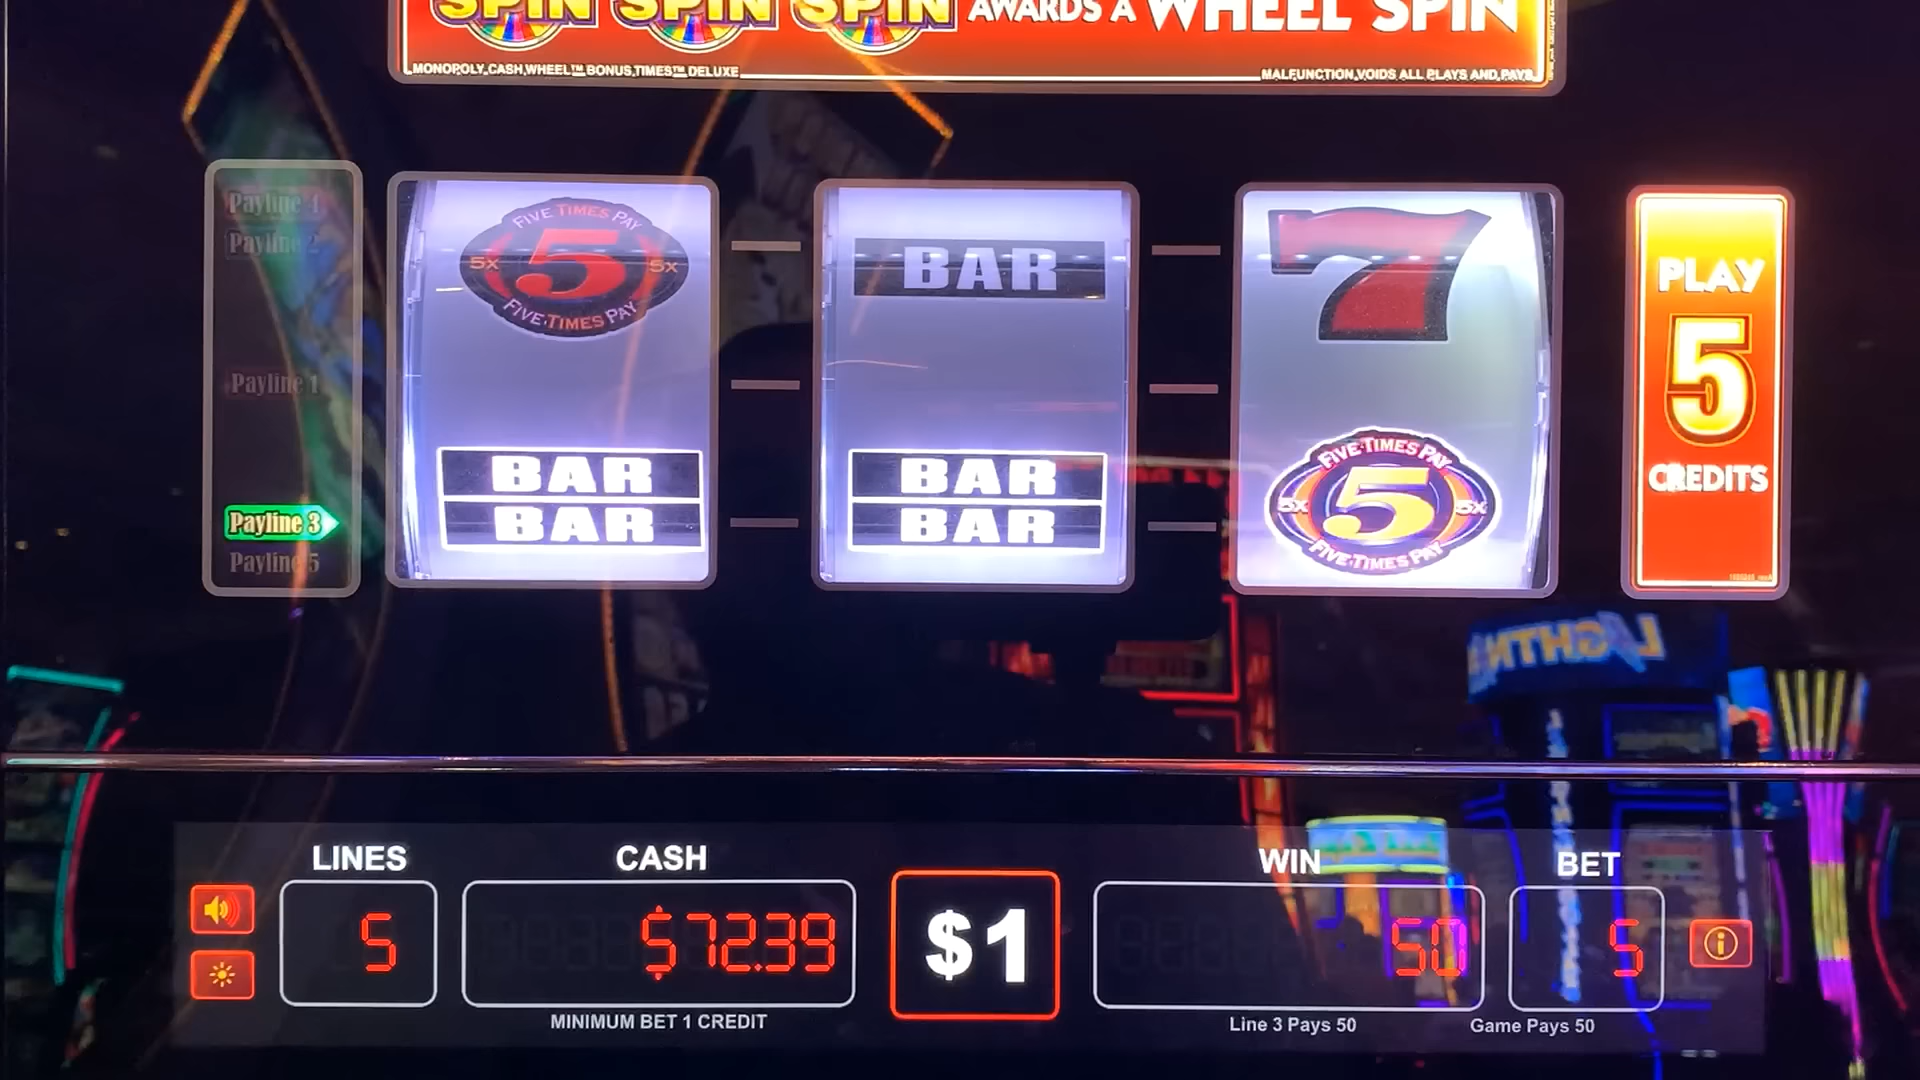 SPIN SPIN SPIN AWARDS A WHEEL SPIN
MONOPOLY CASH WHEEL™ BONUS TIMES™ DELUXE
MALFUNCTION VOIDS ALL PLAYS AND PAYS
Payline 4
Payline 2
Payline 1
Payline 3
Payline 5
FIVE TIMES PAY
5X 5 5X
FIVE TIMES PAY
BAR
7
BAR
BAR
BAR
BAR
FIVE TIMES PAY
5X 5 5X
FIVE TIMES PAY
PLAY
5
CREDITS
LIGHTN
LINES
5
CASH
$72.39
MINIMUM BET 1 CREDIT
$1
WIN
50
Line 3 Pays 50
BET
5
Game Pays 50